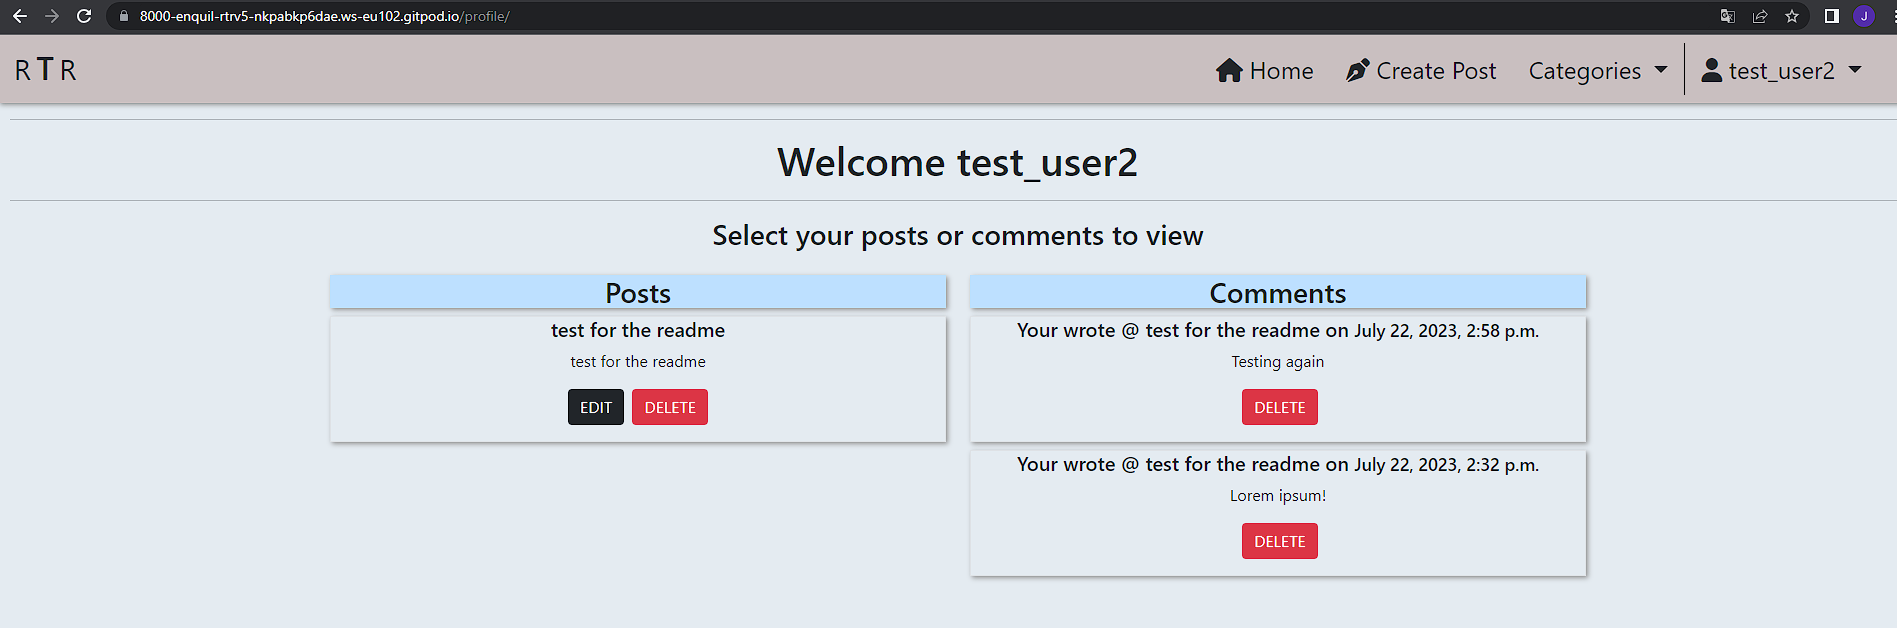 8000-enquil-rtrv5-nkpabkp6dae.ws-eu102.gitpod.io/profile/
J
R T R
Home
Create Post
Categories
test_user2
Welcome test_user2
Select your posts or comments to view
Posts
test for the readme
test for the readme
EDIT DELETE
Comments
Your wrote @ test for the readme on July 22, 2023, 2:58 p.m.
Testing again
DELETE
Your wrote @ test for the readme on July 22, 2023, 2:32 p.m.
Lorem ipsum!
DELETE